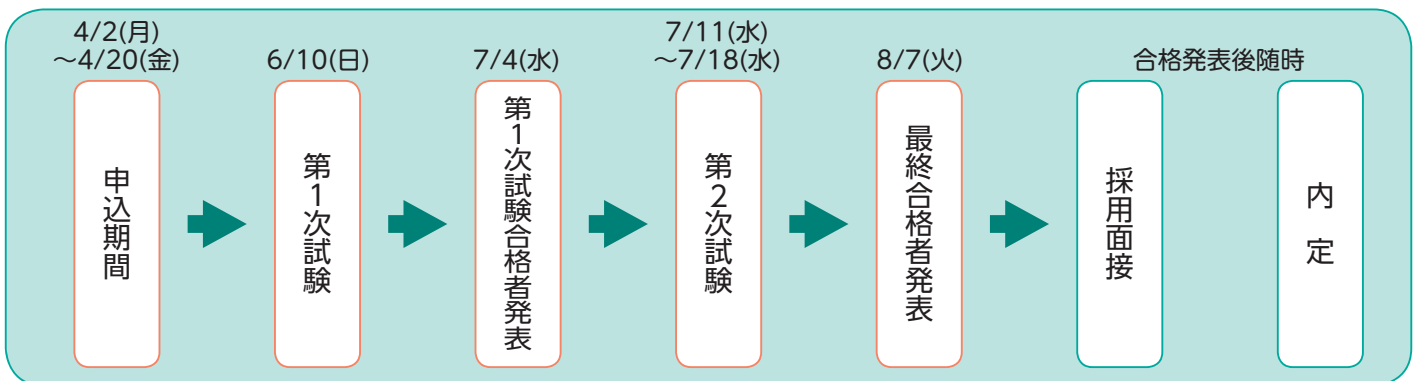 4/2(月)
～4/20(金)
申込期間
6/10(日)
第1次試験
7/4(水)
第1次試験合格者発表
7/11(水)
～7/18(水)
第2次試験
8/7(火)
最終合格者発表
合格発表後随時
採用面接
内定